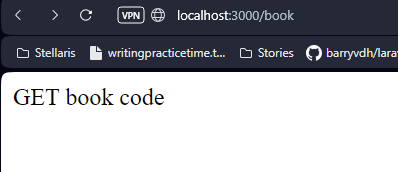 VPN localhost:3000/book
Stellaris writingpracticetime.t... Stories barryvdh/lara
GET book code